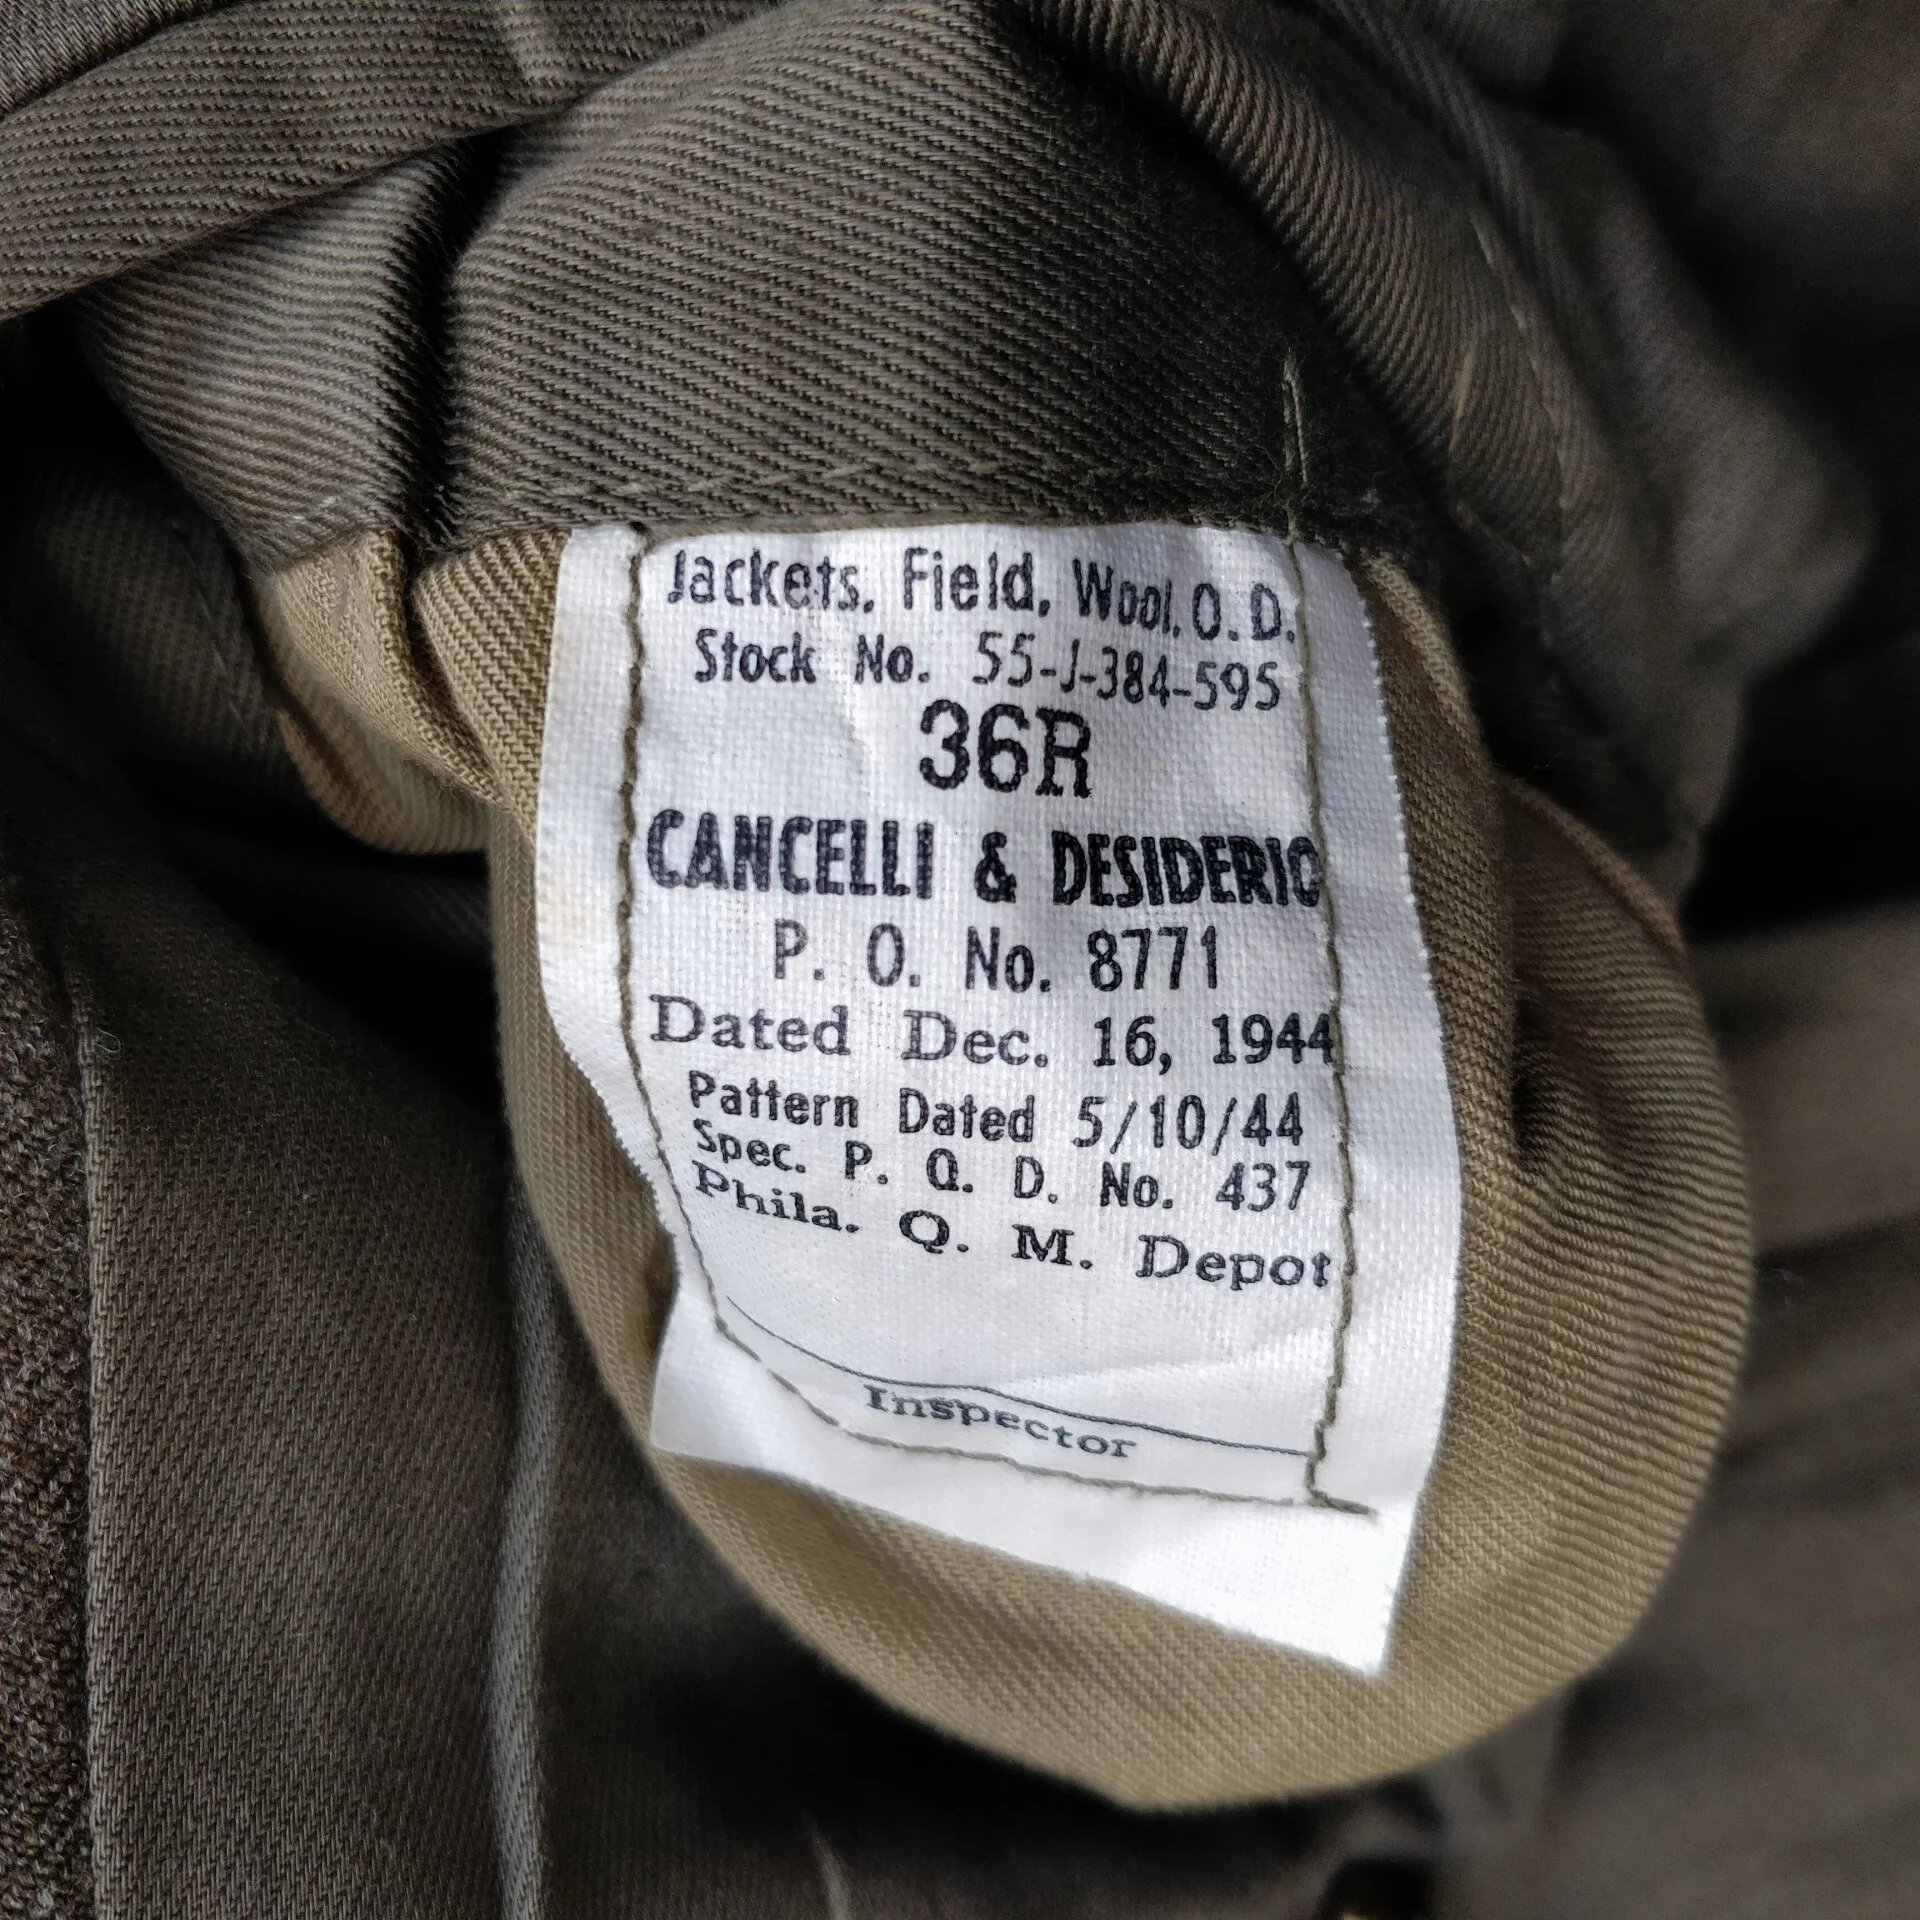 Jackets, Field, Wool, O. D.
Stock No. 55-J-384-595
36R
CANCELLI & DESIDERIO
P. O. No. 8771
Dated Dec. 16, 1944
Pattern Dated 5/10/44
Spec. P. Q. D. No. 437
Phila. Q. M. Depot
Inspector